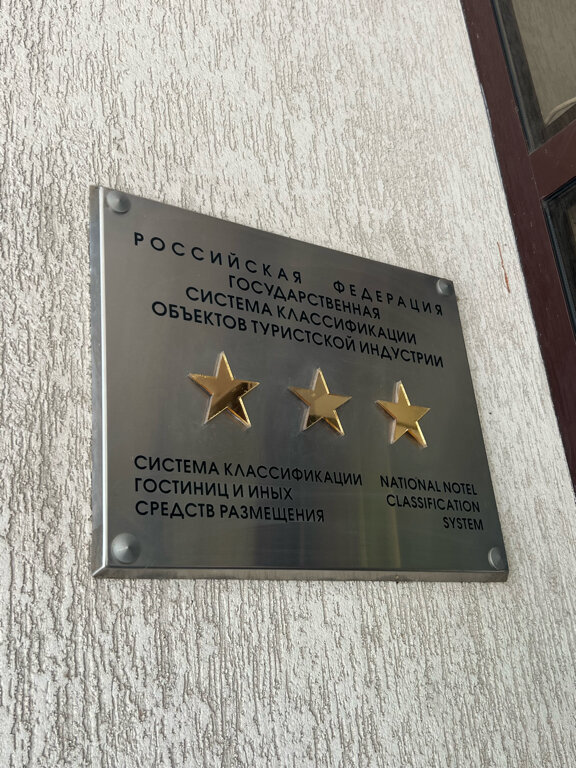 РОССИЙСКАЯ ФЕДЕРАЦИЯ
ГОСУДАРСТВЕННАЯ
СИСТЕМА КЛАССИФИКАЦИИ
ОБЪЕКТОВ ТУРИСТСКОЙ ИНДУСТРИИ
СИСТЕМА КЛАССИФИКАЦИИ
ГОСТИНИЦ И ИНЫХ
СРЕДСТВ РАЗМЕЩЕНИЯ
NATIONAL NOTEL
CLASSIFICATION
SYSTEM